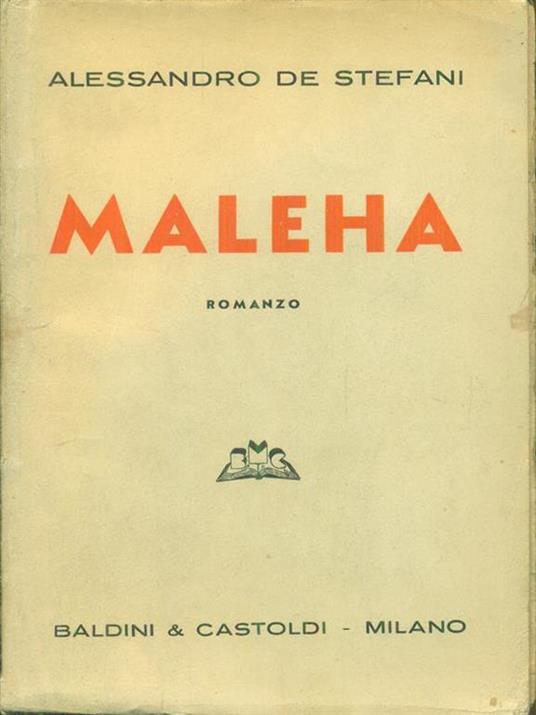 ALESSANDRO DE STEFANI
MALEHA
ROMANZO
BMC
BALDINI & CASTOLDI - MILANO